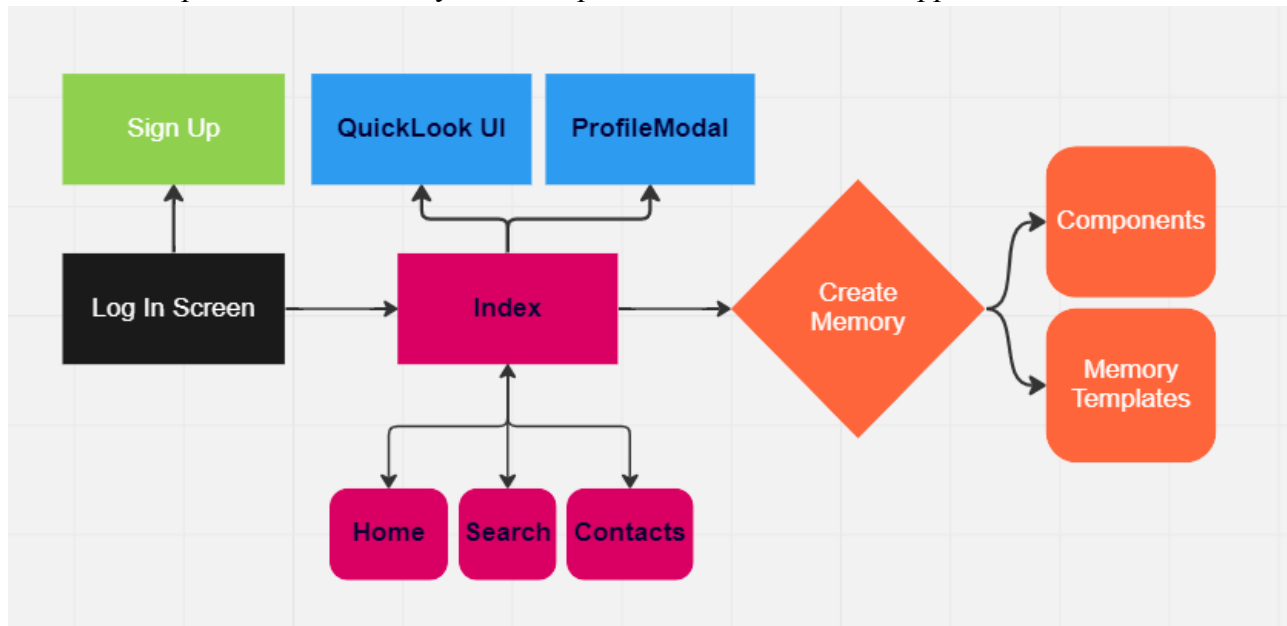 Sign Up
QuickLook UI
ProfileModal
Components
Log In Screen
Index
Create
Memory
Memory
Templates
Home
Search
Contacts